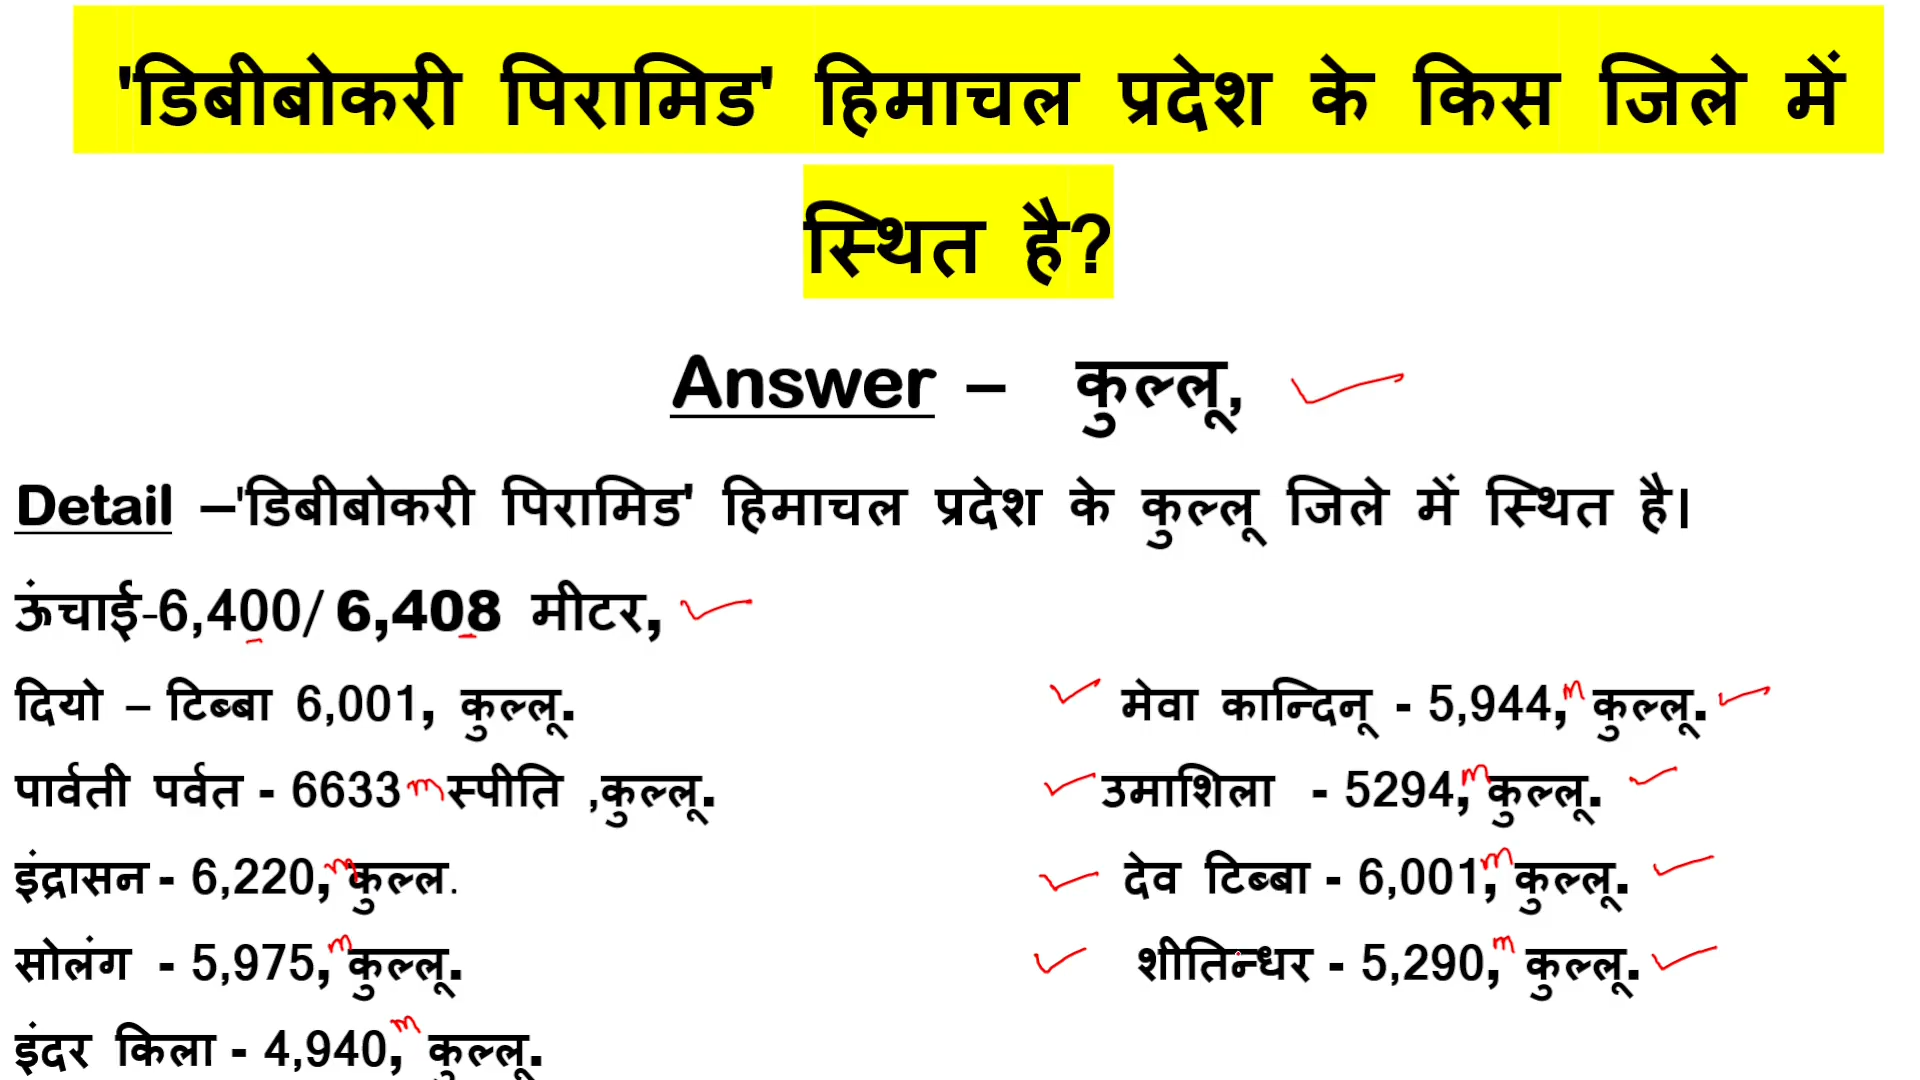 'डिबीबोकरी पिरामिड' हिमाचल प्रदेश के किस जिले में
स्थित है?
Answer – कुल्लू,
Detail –'डिबीबोकरी पिरामिड' हिमाचल प्रदेश के कुल्लू जिले में स्थित है।
ऊंचाई-6,400/ 6,408 मीटर,
दियो – टिब्बा 6,001, कुल्लू.
मेवा कान्दिनू - 5,944, m कुल्लू.
पार्वती पर्वत - 6633 m स्पीति ,कुल्लू.
उमाशिला - 5294, m कुल्लू.
इंद्रासन - 6,220, m कुल्ल.
देव टिब्बा - 6,001, m कुल्लू.
सोलंग - 5,975, m कुल्लू.
शीतिन्धर - 5,290, m कुल्लू.
इंदर किला - 4,940, m कुल्लू.